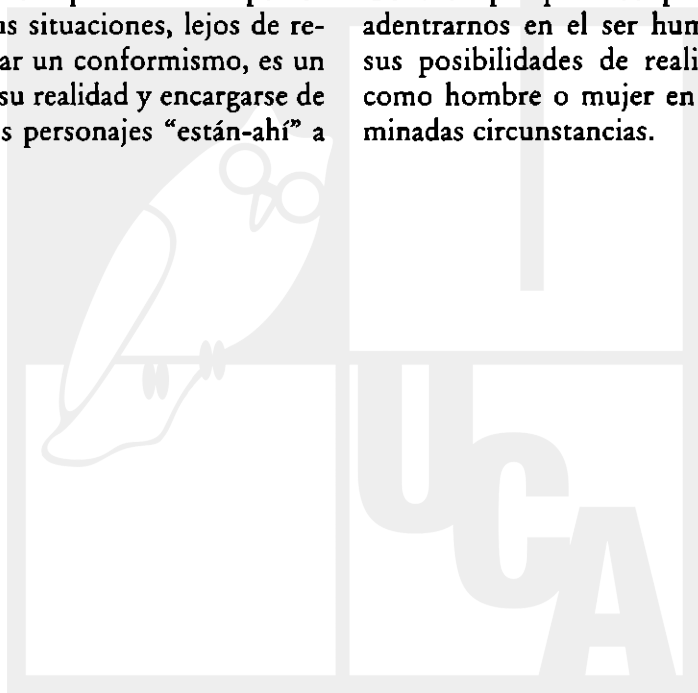 us situaciones, lejos de re-
ar un conformismo, es un
su realidad y encargarse de
s personajes “están-ahí” a
adentrarnos en el ser hum
sus posibilidades de reali
como hombre o mujer en
minadas circunstancias.
UCA